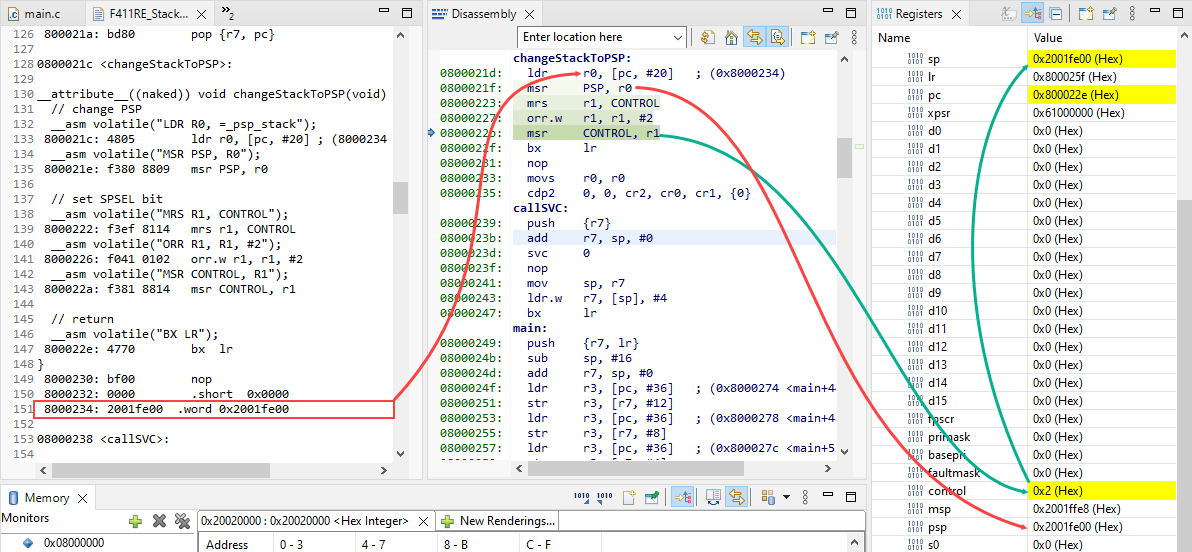 main.c
F411RE_Stack...
2
126 800021a: bd80 pop {r7, pc}
127
128 0800021c <changeStackToPSP>:
129
130 __attribute__((naked)) void changeStackToPSP(void)
131 // change PSP
132 __asm volatile("LDR R0, =_psp_stack");
133 800021c: 4805 ldr r0, [pc, #20] ; (8000234
134 __asm volatile("MSR PSP, R0");
135 800021e: f380 8809 msr PSP, r0
136
137 // set SPSEL bit
138 __asm volatile("MRS R1, CONTROL");
139 8000222: f3ef 8114 mrs r1, CONTROL
140 __asm volatile("ORR R1, R1, #2");
141 8000226: f041 0102 orr.w r1, r1, #2
142 __asm volatile("MSR CONTROL, R1");
143 800022a: f381 8814 msr CONTROL, r1
144
145 // return
146 __asm volatile("BX LR");
147 800022e: 4770 bx lr
148 }
149 8000230: bf00 nop
150 8000232: 0000 .short 0x0000
151 8000234: 2001fe00 .word 0x2001fe00
152
153 08000238 <callSVC>:
154
Disassembly
Enter location here
changeStackToPSP:
0800021d: ldr r0, [pc, #20] ; (0x8000234)
0800021f: msr PSP, r0
08000223: mrs r1, CONTROL
08000227: orr.w r1, r1, #2
0800022b: msr CONTROL, r1
0800022f: bx lr
08000231: nop
08000233: movs r0, r0
08000235: cdp2 0, 0, cr2, cr0, cr1, {0}
callSVC:
08000239: push {r7}
0800023b: add r7, sp, #0
0800023d: svc 0
0800023f: nop
08000241: mov sp, r7
08000243: ldr.w r7, [sp], #4
08000247: bx lr
main:
08000249: push {r7, lr}
0800024b: sub sp, #16
0800024d: add r7, sp, #0
0800024f: ldr r3, [pc, #36] ; (0x8000274 <main+44
08000251: str r3, [r7, #12]
08000253: ldr r3, [pc, #36] ; (0x8000278 <main+4
08000255: str r3, [r7, #8]
08000257: ldr r3, [pc, #36] ; (0x800027c <main+5
Registers
Name Value
sp 0x2001fe00 (Hex)
lr 0x800025f (Hex)
pc 0x800022e (Hex)
xpsr 0x61000000 (Hex)
d0 0x0 (Hex)
d1 0x0 (Hex)
d2 0x0 (Hex)
d3 0x0 (Hex)
d4 0x0 (Hex)
d5 0x0 (Hex)
d6 0x0 (Hex)
d7 0x0 (Hex)
d8 0x0 (Hex)
d9 0x0 (Hex)
d10 0x0 (Hex)
d11 0x0 (Hex)
d12 0x0 (Hex)
d13 0x0 (Hex)
d14 0x0 (Hex)
d15 0x0 (Hex)
fpscr 0x0 (Hex)
primask 0x0 (Hex)
basepri 0x0 (Hex)
faultmask 0x0 (Hex)
control 0x2 (Hex)
msp 0x2001ffe8 (Hex)
psp 0x2001fe00 (Hex)
s0 0x0 (Hex)
Memory
Monitors
0x08000000
0x20020000 : 0x20020000 <Hex Integer>
New Renderings...
Address 0 - 3 4 - 7 8 - B C - F